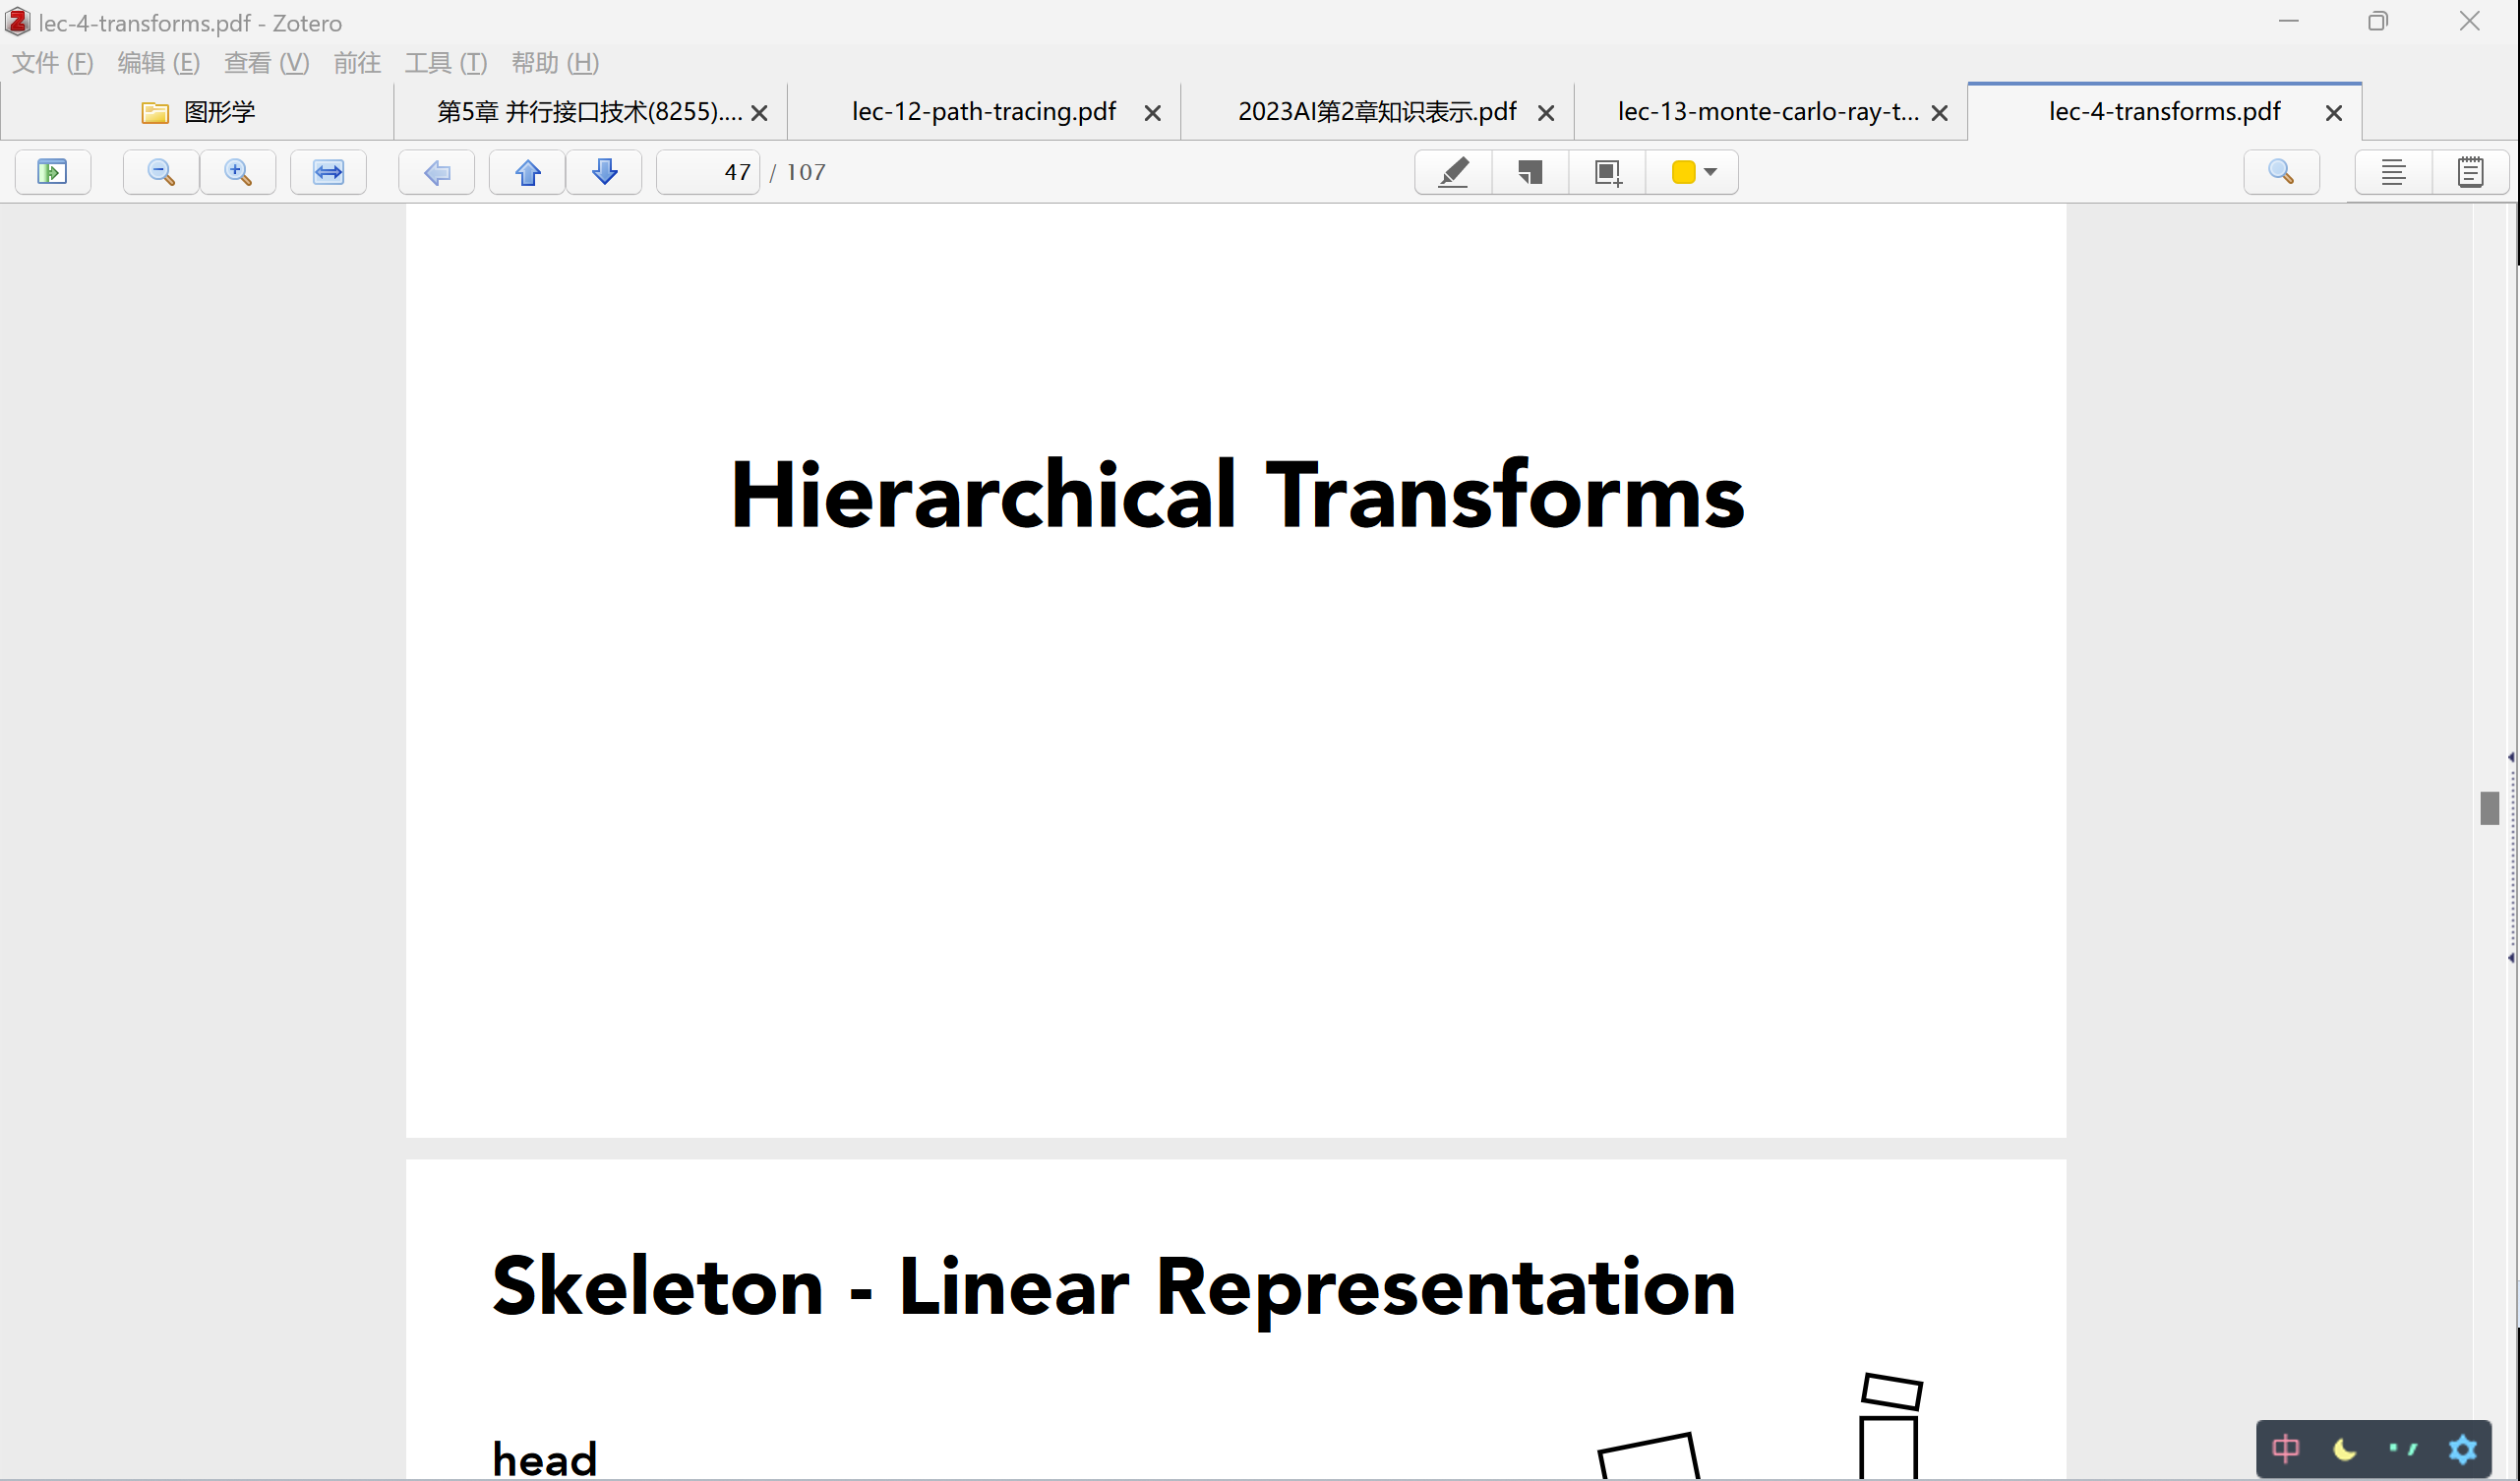 lec-4-transforms.pdf - Zotero
文件 (F) 编辑 (E) 查看 (V) 前往 工具 (T) 帮助 (H)
图形学 第5章 并行接口技术(8255).... lec-12-path-tracing.pdf 2023AI第2章知识表示.pdf lec-13-monte-carlo-ray-t... lec-4-transforms.pdf
47 / 107
Hierarchical Transforms
Skeleton - Linear Representation
head
中